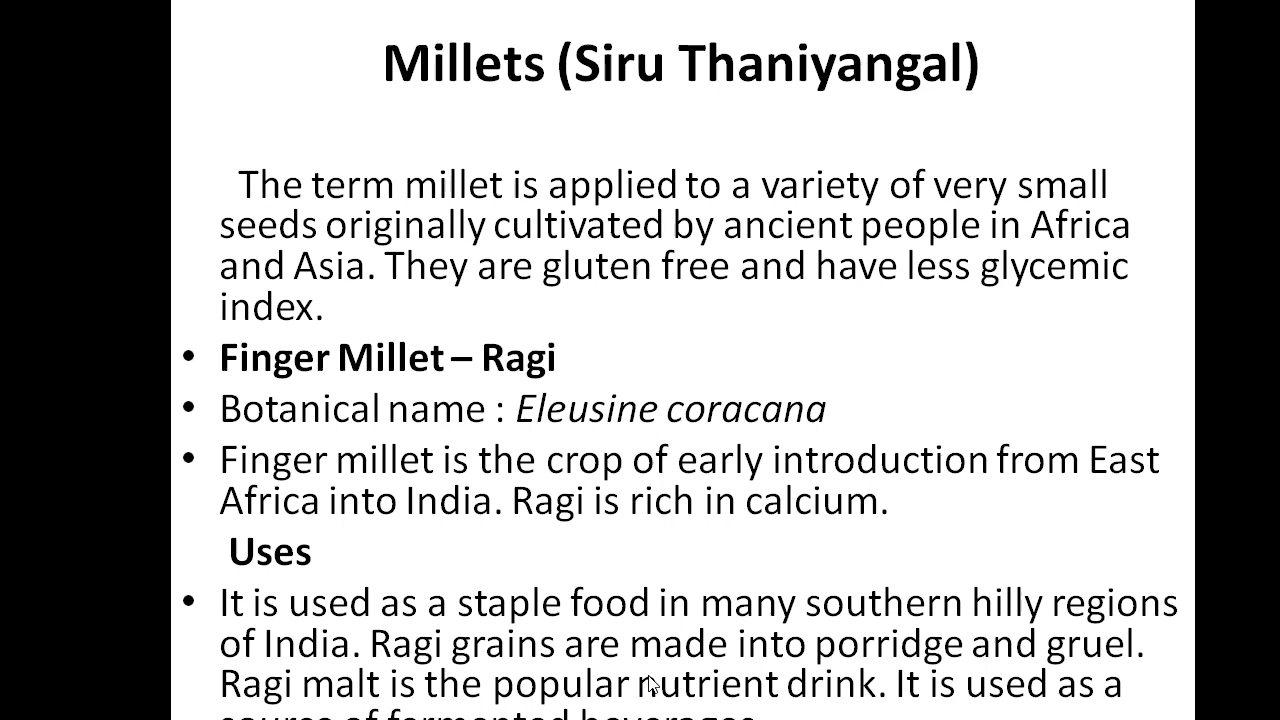 Millets (Siru Thaniyangal)
The term millet is applied to a variety of very small
seeds originally cultivated by ancient people in Africa
and Asia. They are gluten free and have less glycemic
index.
• Finger Millet – Ragi
• Botanical name : Eleusine coracana
• Finger millet is the crop of early introduction from East
Africa into India. Ragi is rich in calcium.
Uses
• It is used as a staple food in many southern hilly regions
of India. Ragi grains are made into porridge and gruel.
Ragi malt is the popular nutrient drink. It is used as a
source of fermented beverages.